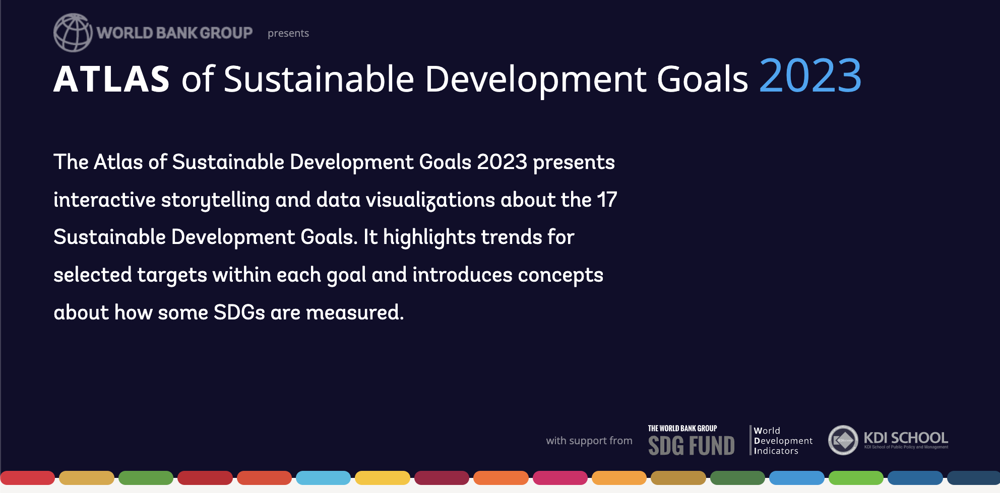 WORLD BANK GROUP presents
ATLAS of Sustainable Development Goals 2023
The Atlas of Sustainable Development Goals 2023 presents
interactive storytelling and data visualizations about the 17
Sustainable Development Goals. It highlights trends for
selected targets within each goal and introduces concepts
about how some SDGs are measured.
with support from
THE WORLD BANK GROUP
SDG FUND
World
Development
Indicators
KDI SCHOOL
KDI School of Public Policy and Management